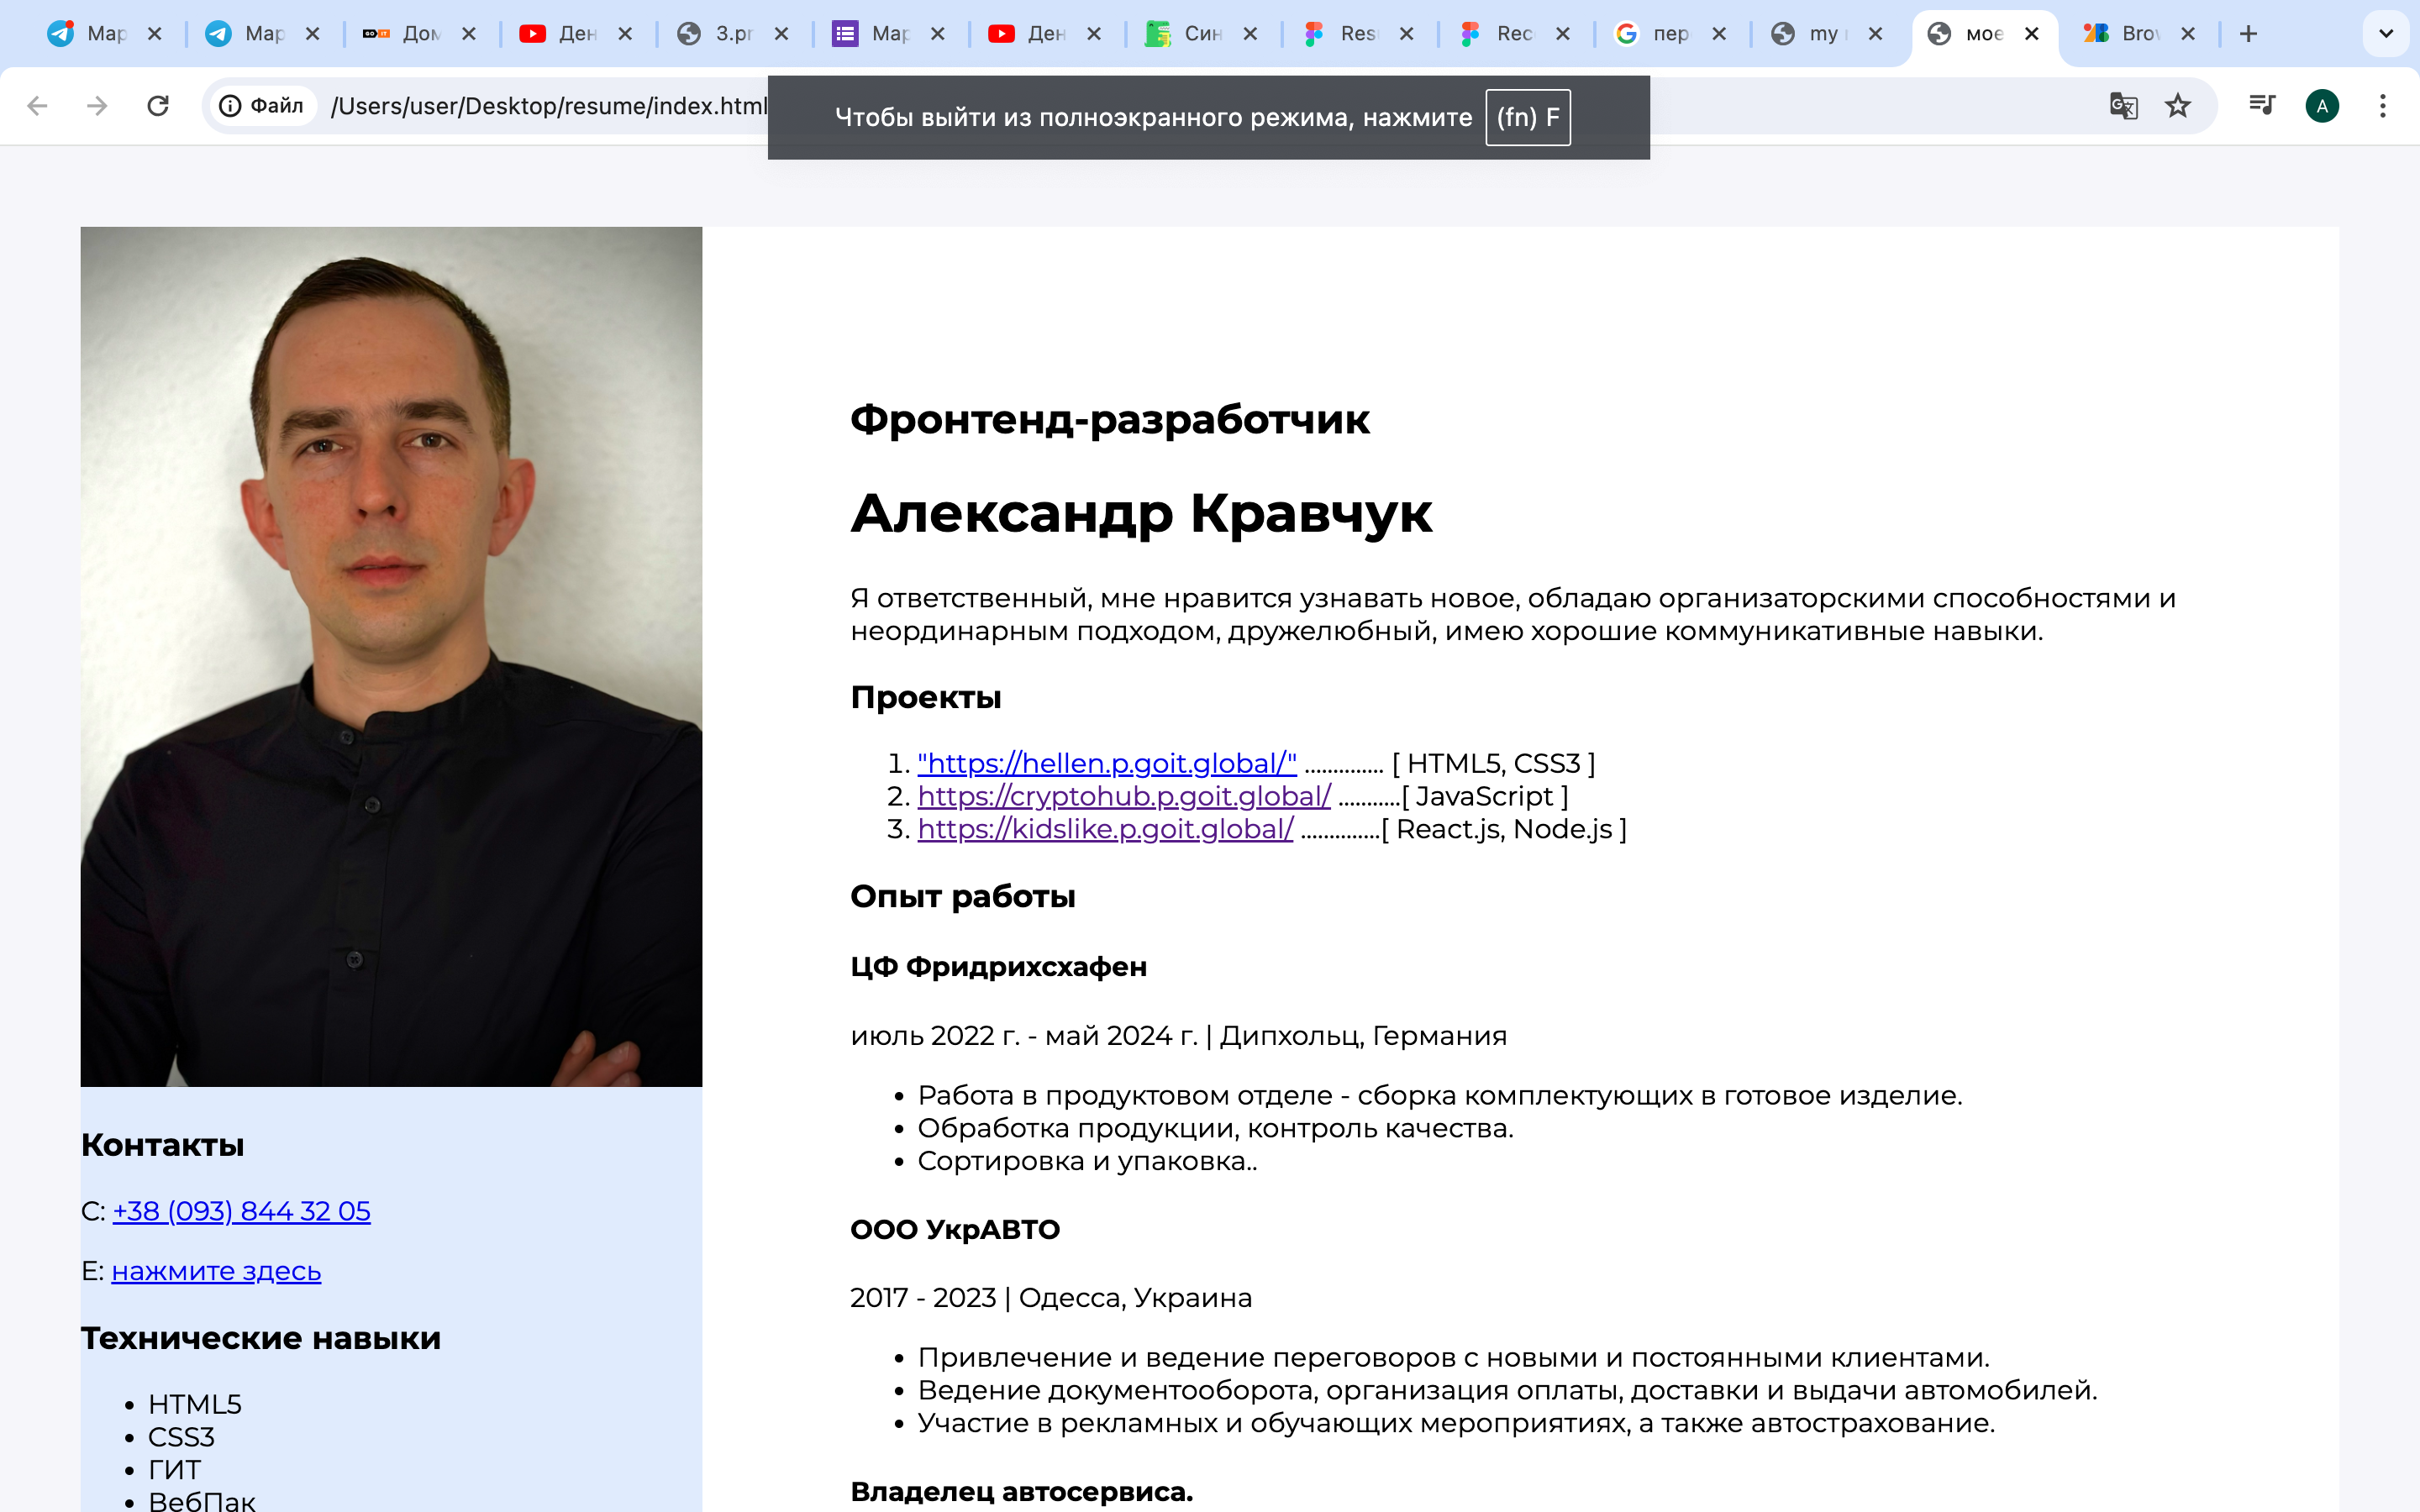 Мар
Мар
Дом
Ден
3.pr
Мар
Ден
Син
Res
Rec
пер
my
мое
Bro
Файл
/Users/user/Desktop/resume/index.html
Чтобы выйти из полноэкранного режима, нажмите (fn) F
A
Фронтенд-разработчик
Александр Кравчук
Я ответственный, мне нравится узнавать новое, обладаю организаторскими способностями и
неординарным подходом, дружелюбный, имею хорошие коммуникативные навыки.
Проекты
1. "https://hellen.p.goit.global/" .............. [ HTML5, CSS3 ]
2. https://cryptohub.p.goit.global/ ...........[ JavaScript ]
3. https://kidslike.p.goit.global/ ..............[ React.js, Node.js ]
Опыт работы
ЦФ Фридрихсхафен
июль 2022 г. - май 2024 г. | Дипхольц, Германия
• Работа в продуктовом отделе - сборка комплектующих в готовое изделие.
• Обработка продукции, контроль качества.
• Сортировка и упаковка..
ООО УкрАВТО
2017 - 2023 | Одесса, Украина
• Привлечение и ведение переговоров с новыми и постоянными клиентами.
• Ведение документооборота, организация оплаты, доставки и выдачи автомобилей.
• Участие в рекламных и обучающих мероприятиях, а также автострахование.
Владелец автосервиса.
Контакты
С: +38 (093) 844 32 05
Е: нажмите здесь
Технические навыки
• HTML5
• CSS3
• ГИТ
• ВебПак